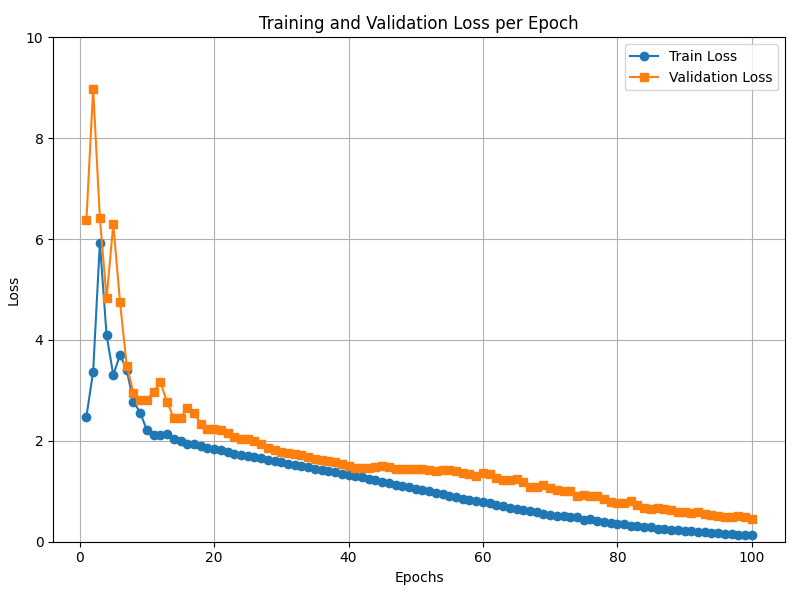 Training and Validation Loss per Epoch
Train Loss
Validation Loss
10
8
6
4
2
0
Loss
0 20 40 60 80 100
Epochs